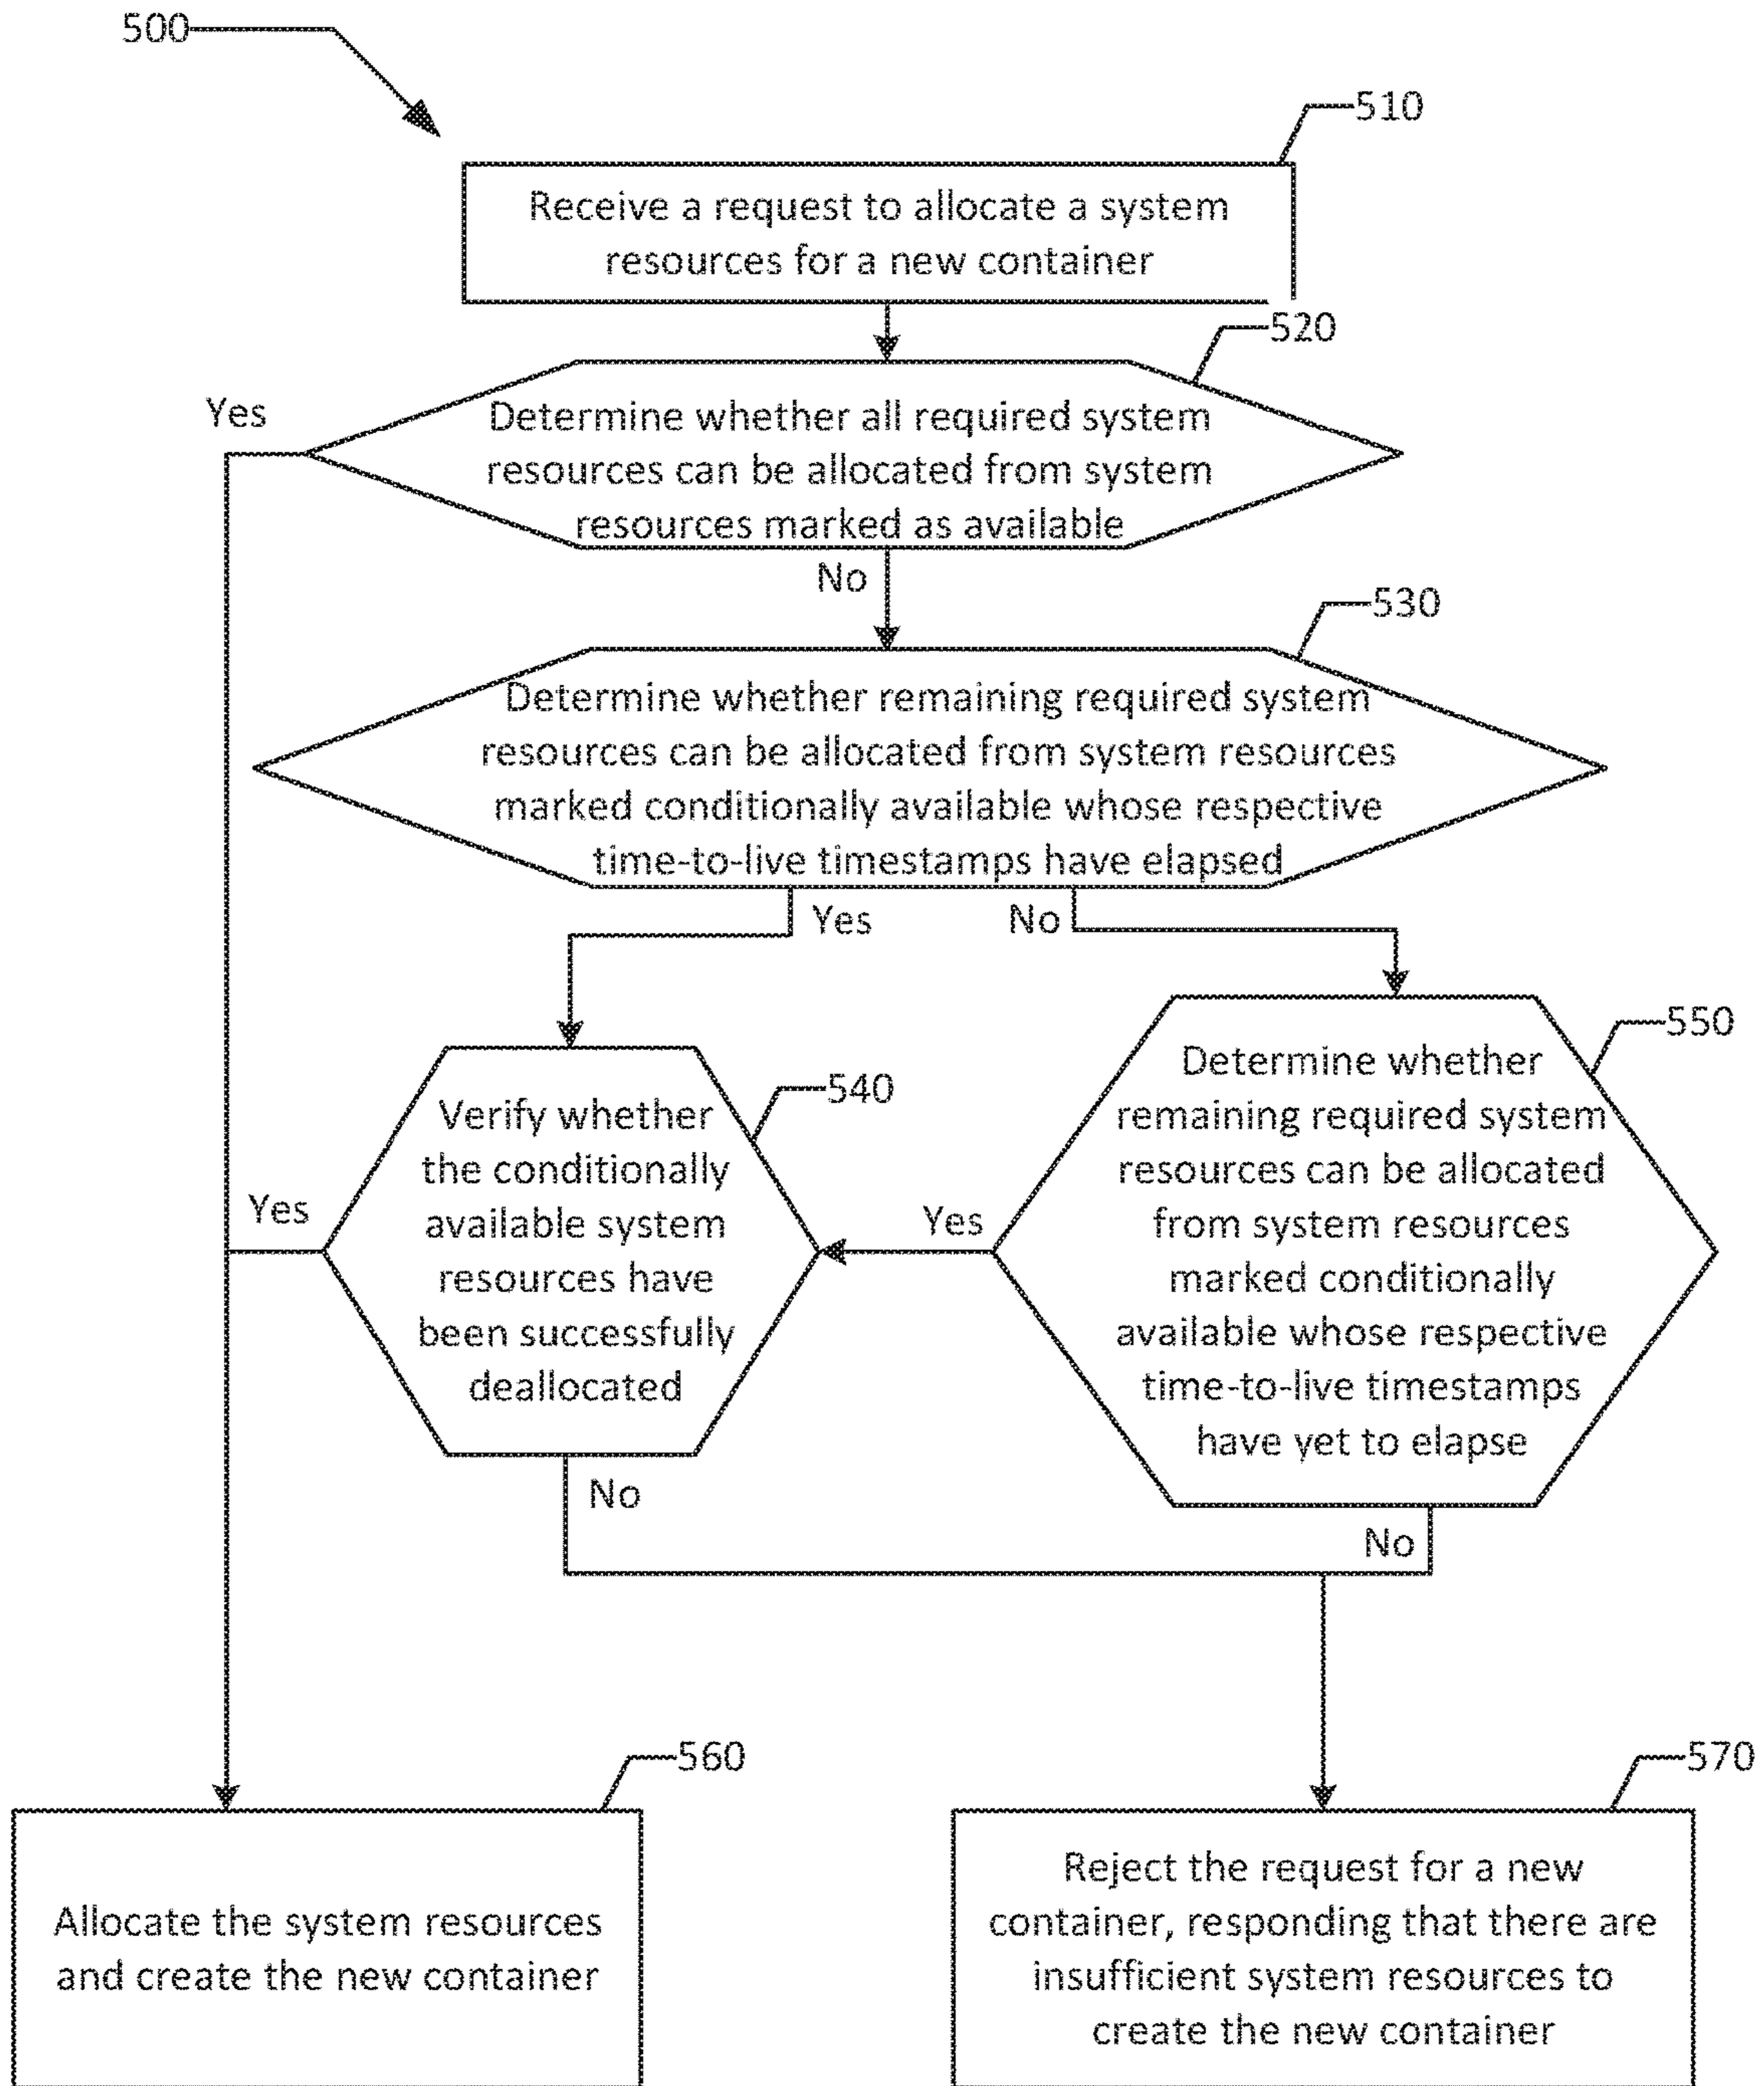 500
510
Receive a request to allocate a system
resources for a new container
520
Yes
Determine whether all required system
resources can be allocated from system
resources marked as available
No
530
Determine whether remaining required system
resources can be allocated from system resources
marked conditionally available whose respective
time-to-live timestamps have elapsed
Yes
No
540
Verify whether
the conditionally
available system
resources have
been successfully
deallocated
Yes
No
550
Determine whether
remaining required system
resources can be allocated
from system resources
marked conditionally
available whose respective
time-to-live timestamps
have yet to elapse
Yes
No
560
Allocate the system resources
and create the new container
570
Reject the request for a new
container, responding that there are
insufficient system resources to
create the new container